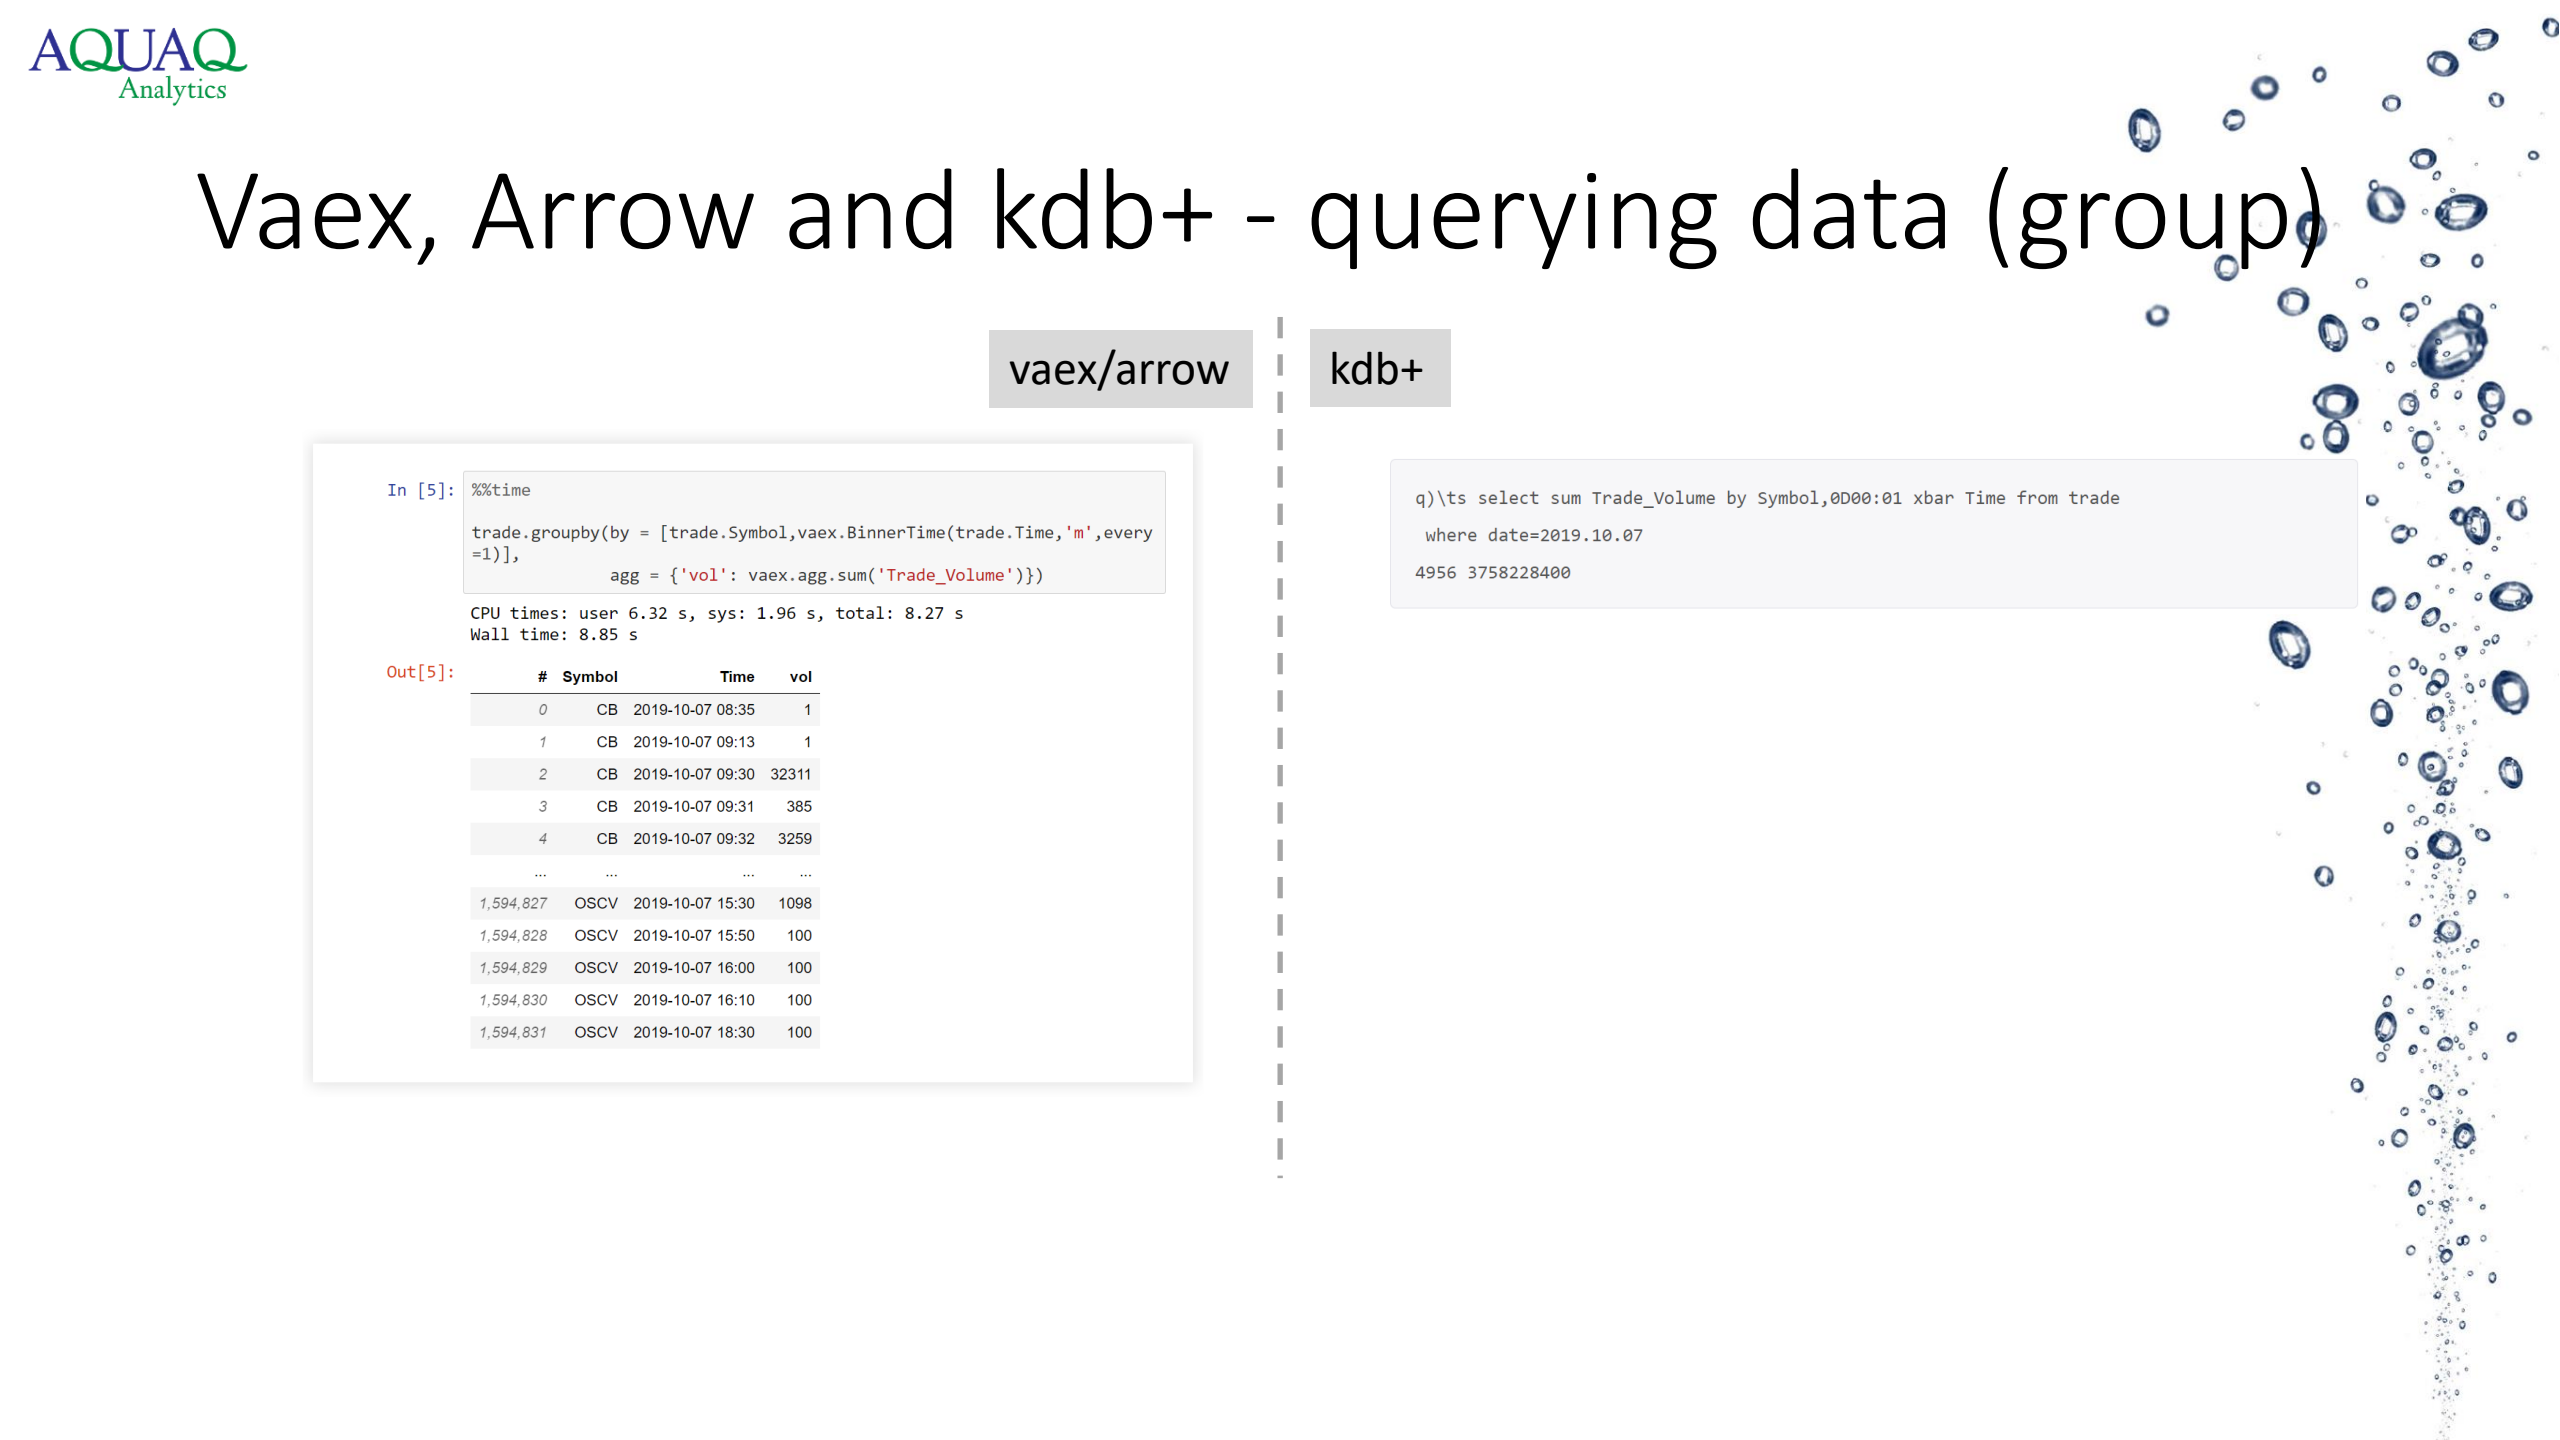 AQUAQ
Analytics
Vaex, Arrow and kdb+ - querying data (group)
vaex/arrow
kdb+
In [5]: %%time
trade.groupby(by = [trade.Symbol,vaex.BinnerTime(trade.Time,'m',every
=1)],
agg = {'vol': vaex.agg.sum('Trade_Volume')})
CPU times: user 6.32 s, sys: 1.96 s, total: 8.27 s
Wall time: 8.85 s
Out[5]:
# Symbol Time vol
0 CB 2019-10-07 08:35 1
1 CB 2019-10-07 09:13 1
2 CB 2019-10-07 09:30 32311
3 CB 2019-10-07 09:31 385
4 CB 2019-10-07 09:32 3259
... ... ... ...
1,594,827 OSCV 2019-10-07 15:30 1098
1,594,828 OSCV 2019-10-07 15:50 100
1,594,829 OSCV 2019-10-07 16:00 100
1,594,830 OSCV 2019-10-07 16:10 100
1,594,831 OSCV 2019-10-07 18:30 100
q)\ts select sum Trade_Volume by Symbol,0D00:01 xbar Time from trade
where date=2019.10.07
4956 3758228400